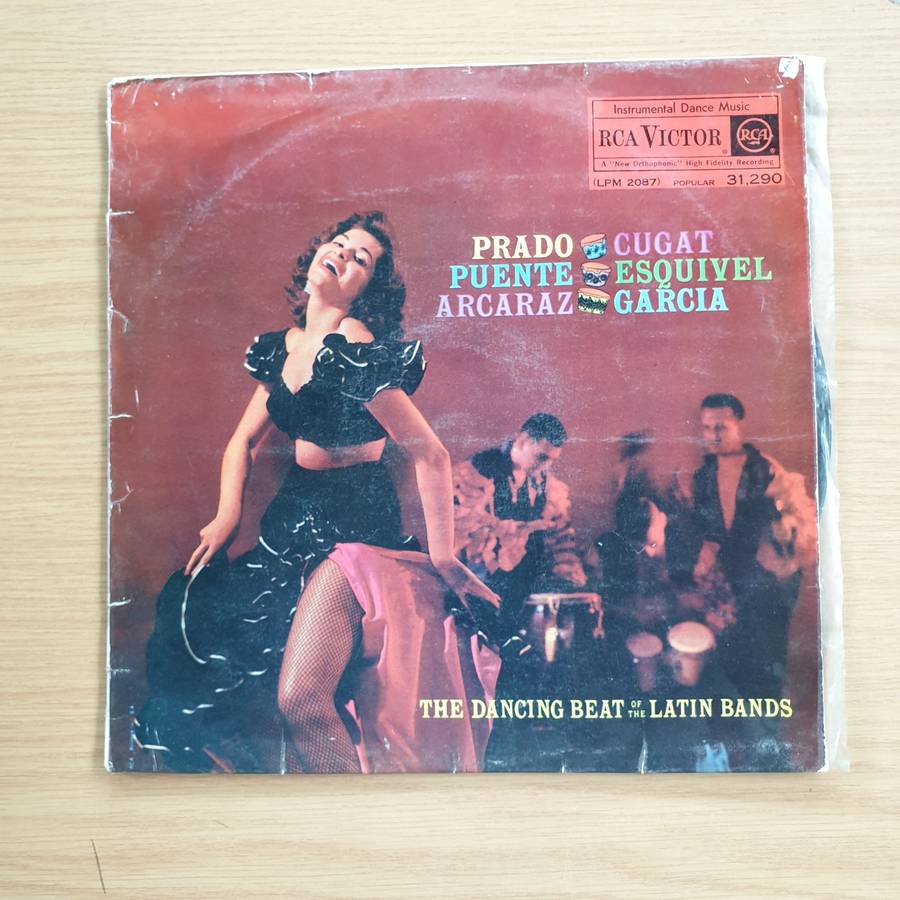 Instrumental Dance Music
RCA VICTOR ® RCA ®
A "New Orthophonic" High Fidelity Recording
(LPM 2087) POPULAR 31,290
PRADO CUGAT
PUENTE ESQUIVEL
ARCARAZ GARCIA
THE DANCING BEAT OF THE LATIN BANDS